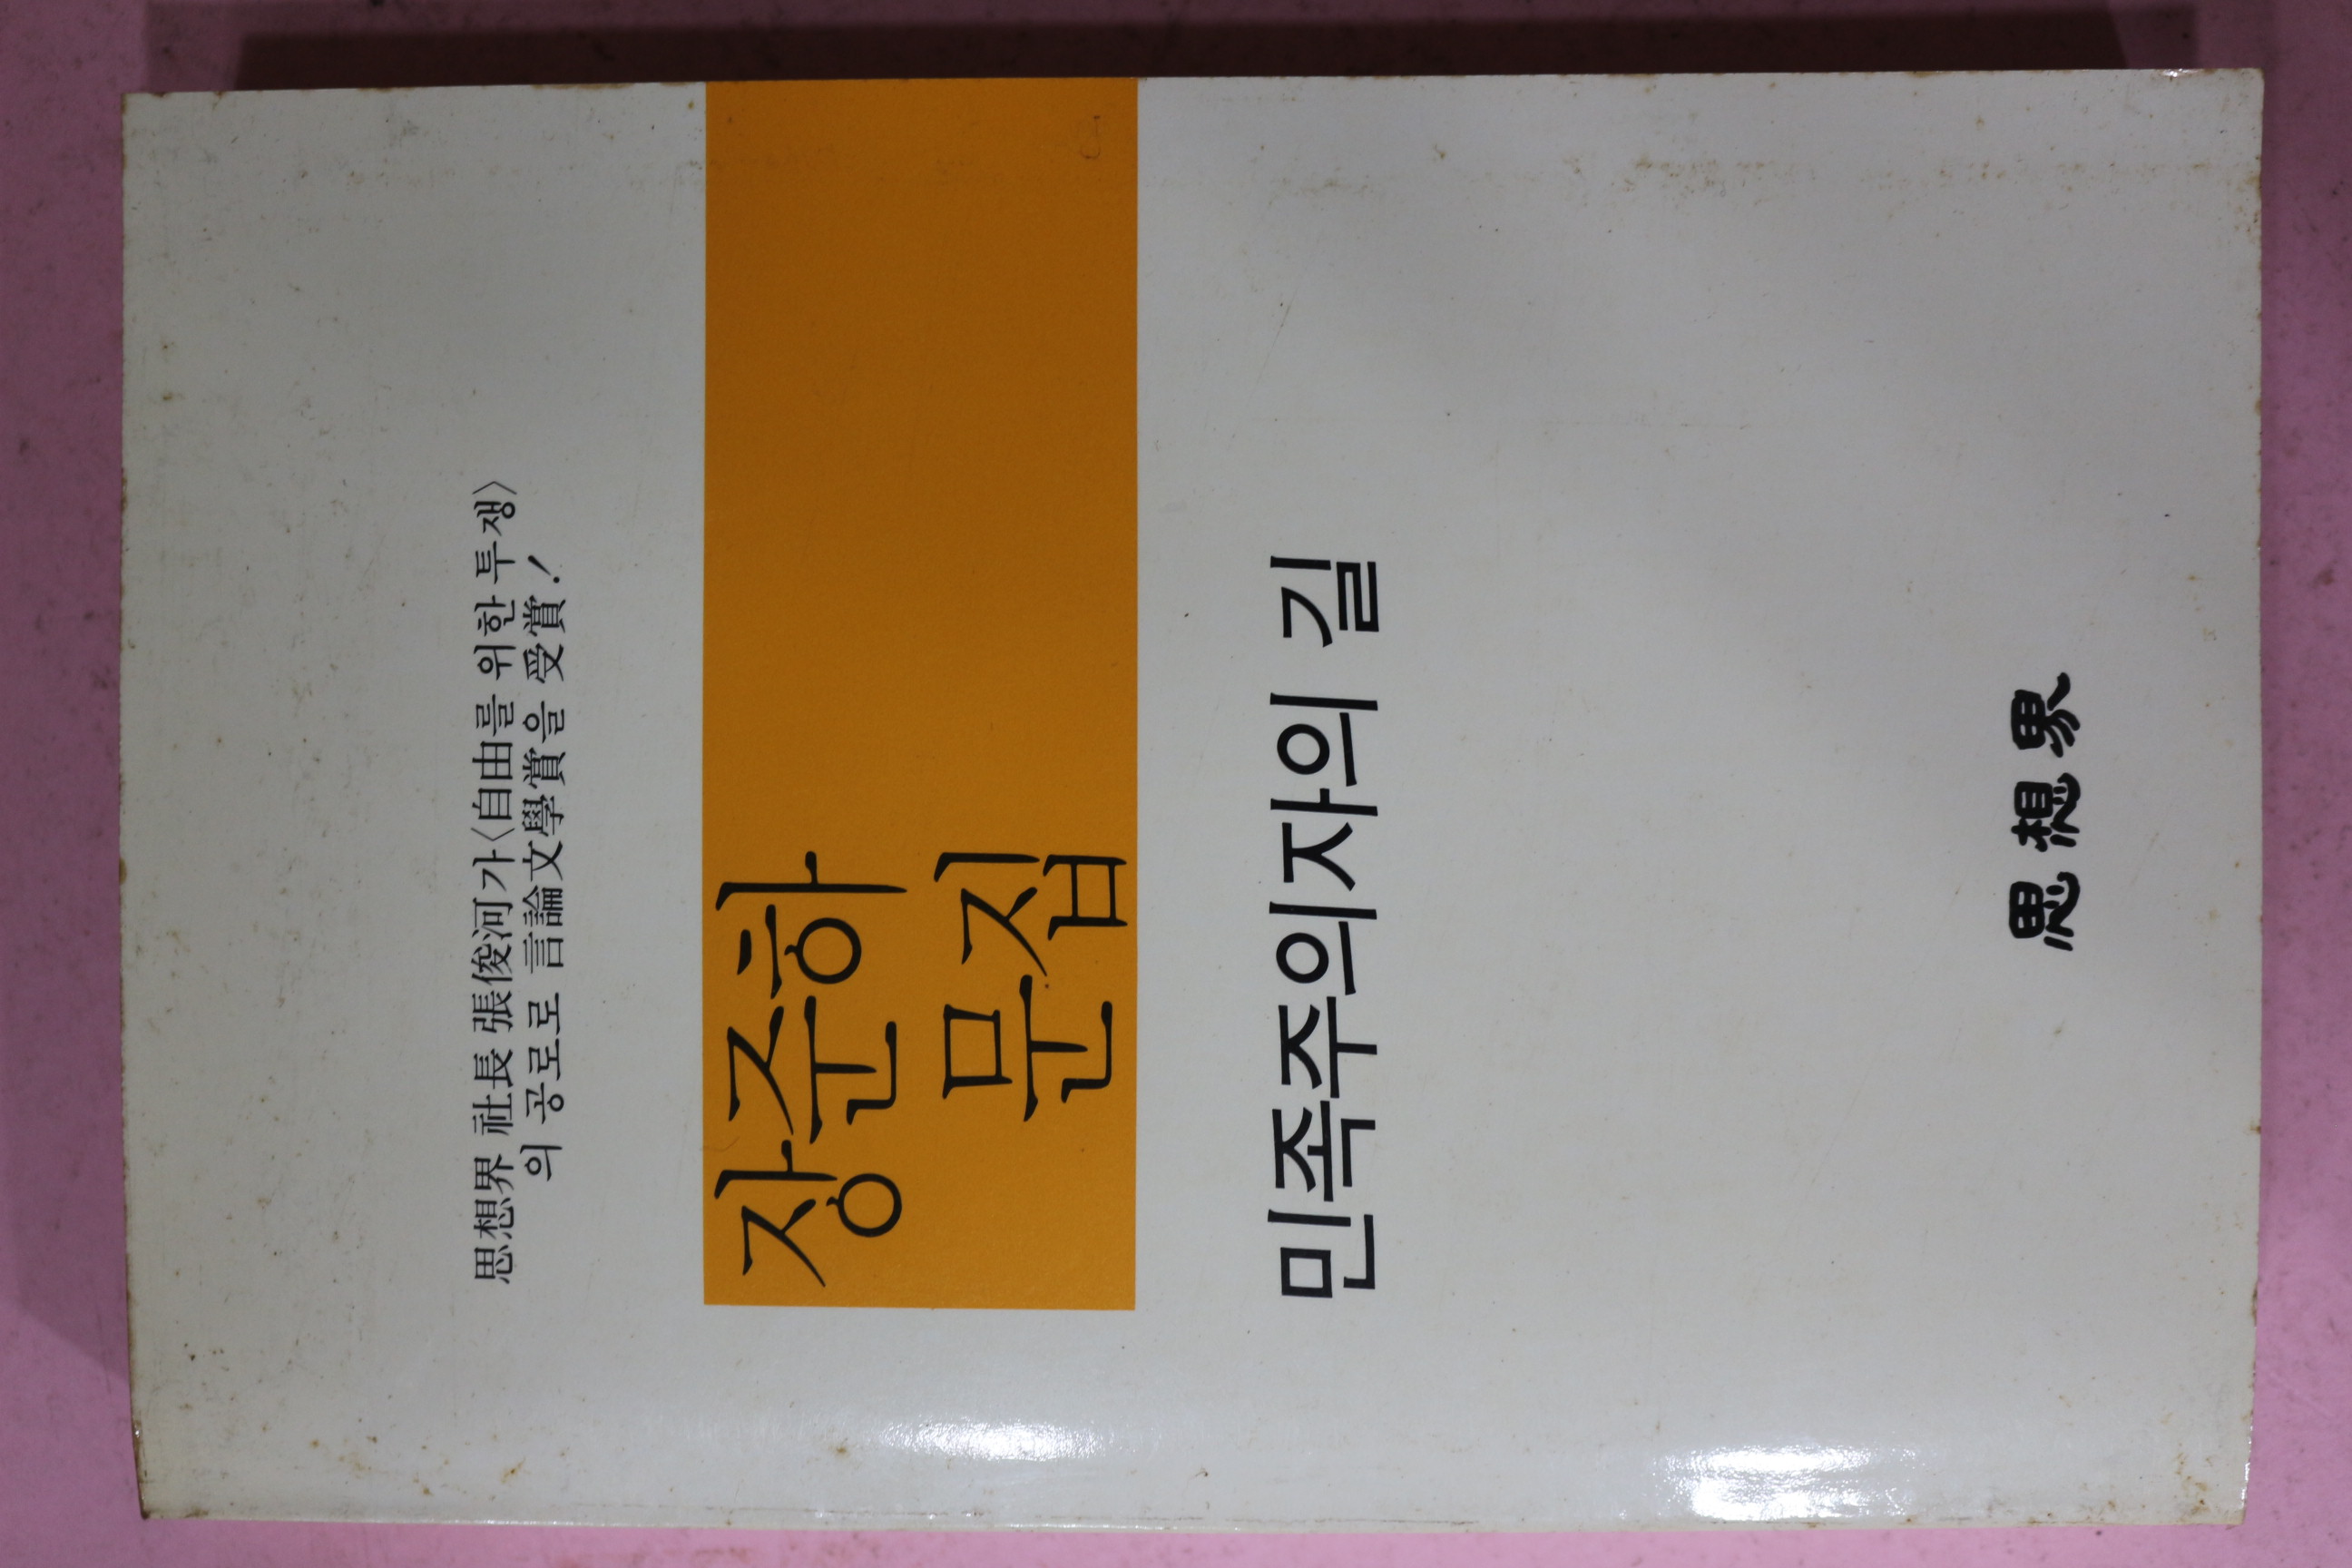 思想界 社長 張俊河가〈自由를 위한 투쟁〉
의 공로로 言論文學賞을 受賞!
장준하
문집
민족주의자의 길
思想界